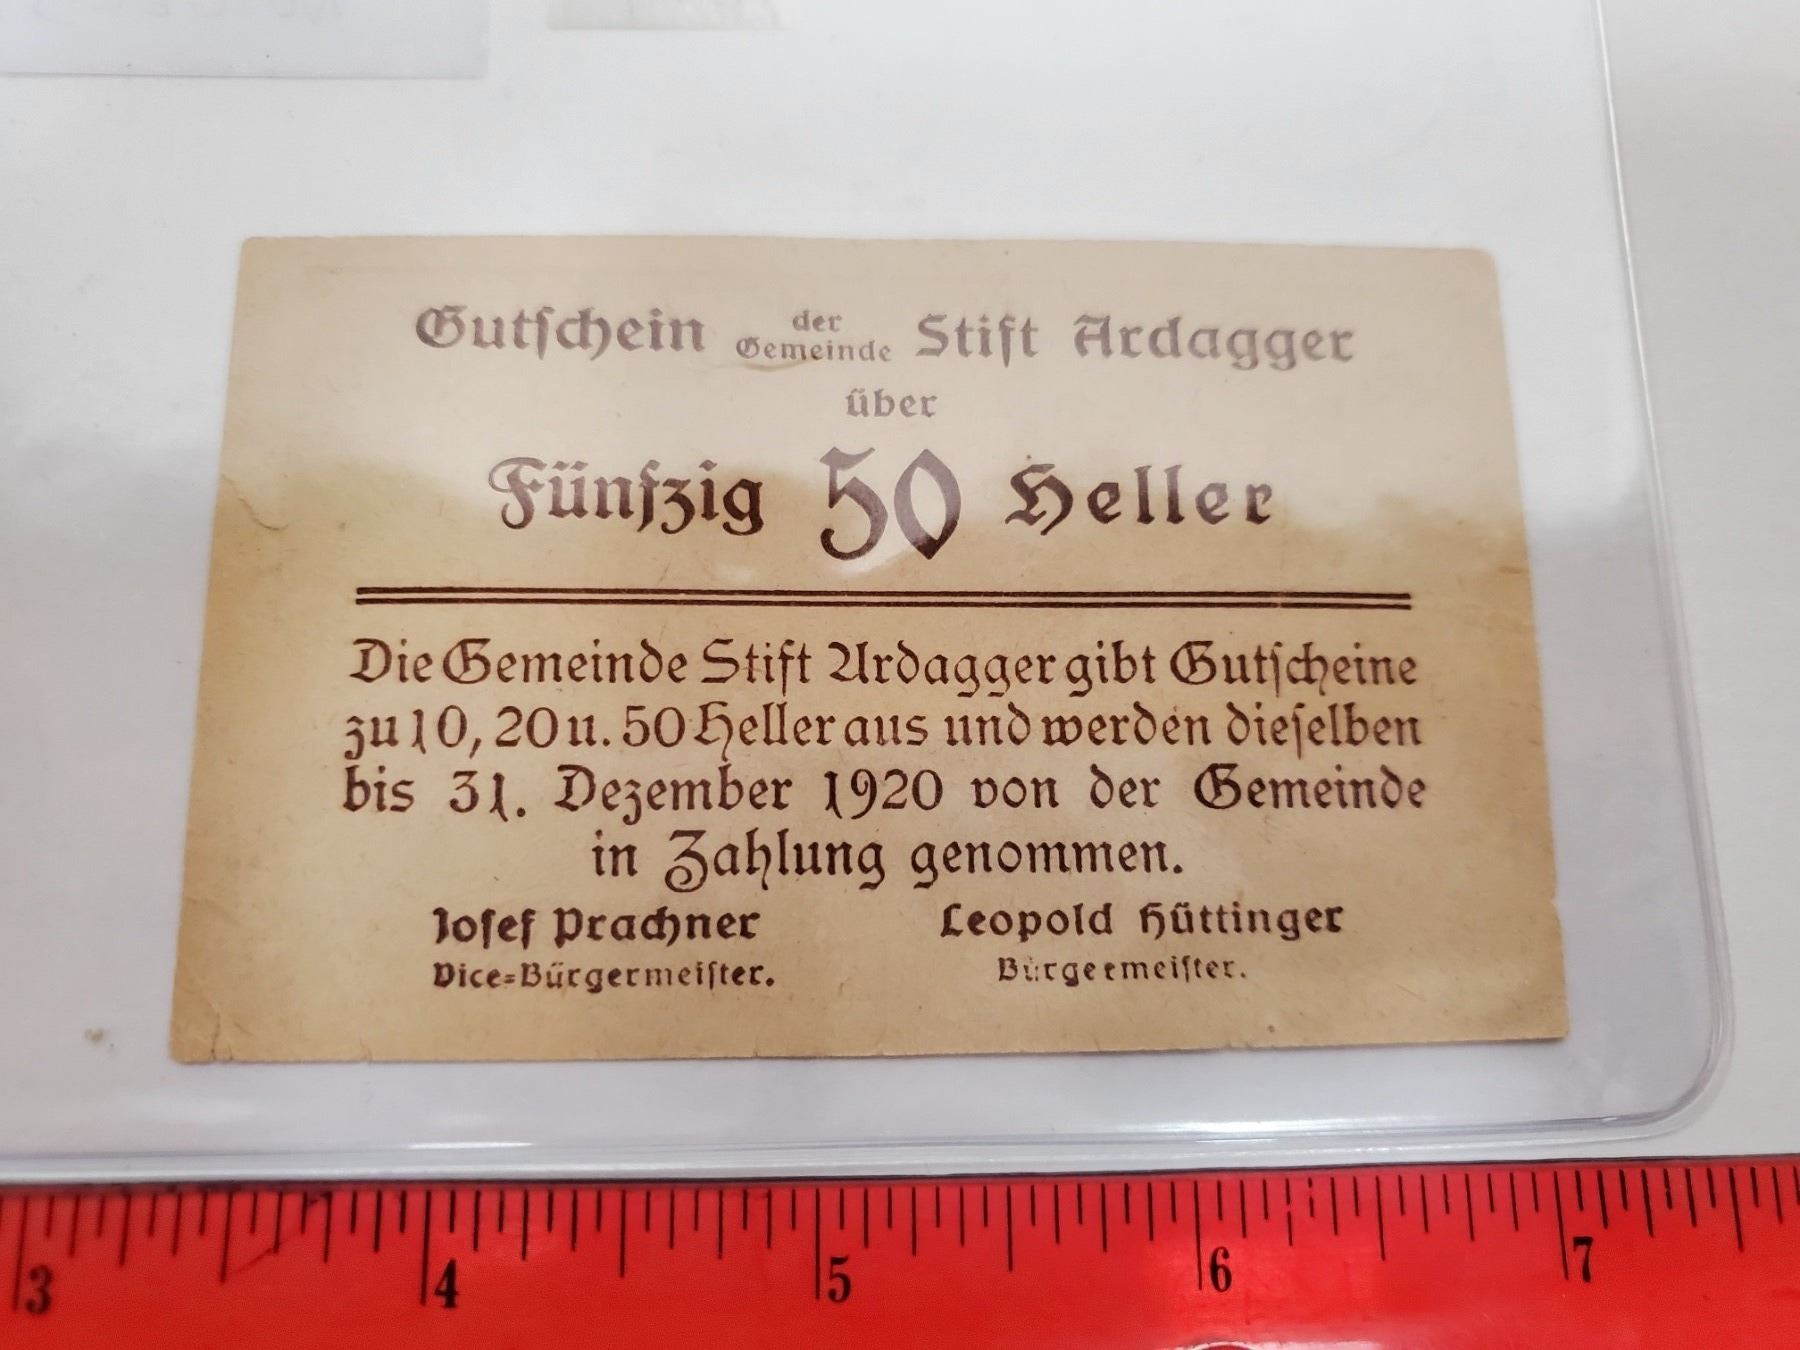 Gutschein der Gemeinde Stift Ardagger
über
Fünfzig 50 Heller
Die Gemeinde Stift Ardagger gibt Gutscheine
zu 10, 20 u. 50 Heller aus und werden dieselben
bis 31. Dezember 1920 von der Gemeinde
in Zahlung genommen.
Josef Prachner Leopold Hüttinger
Vice=Bürgermeister. Bürgermeister.
3 4 5 6 7